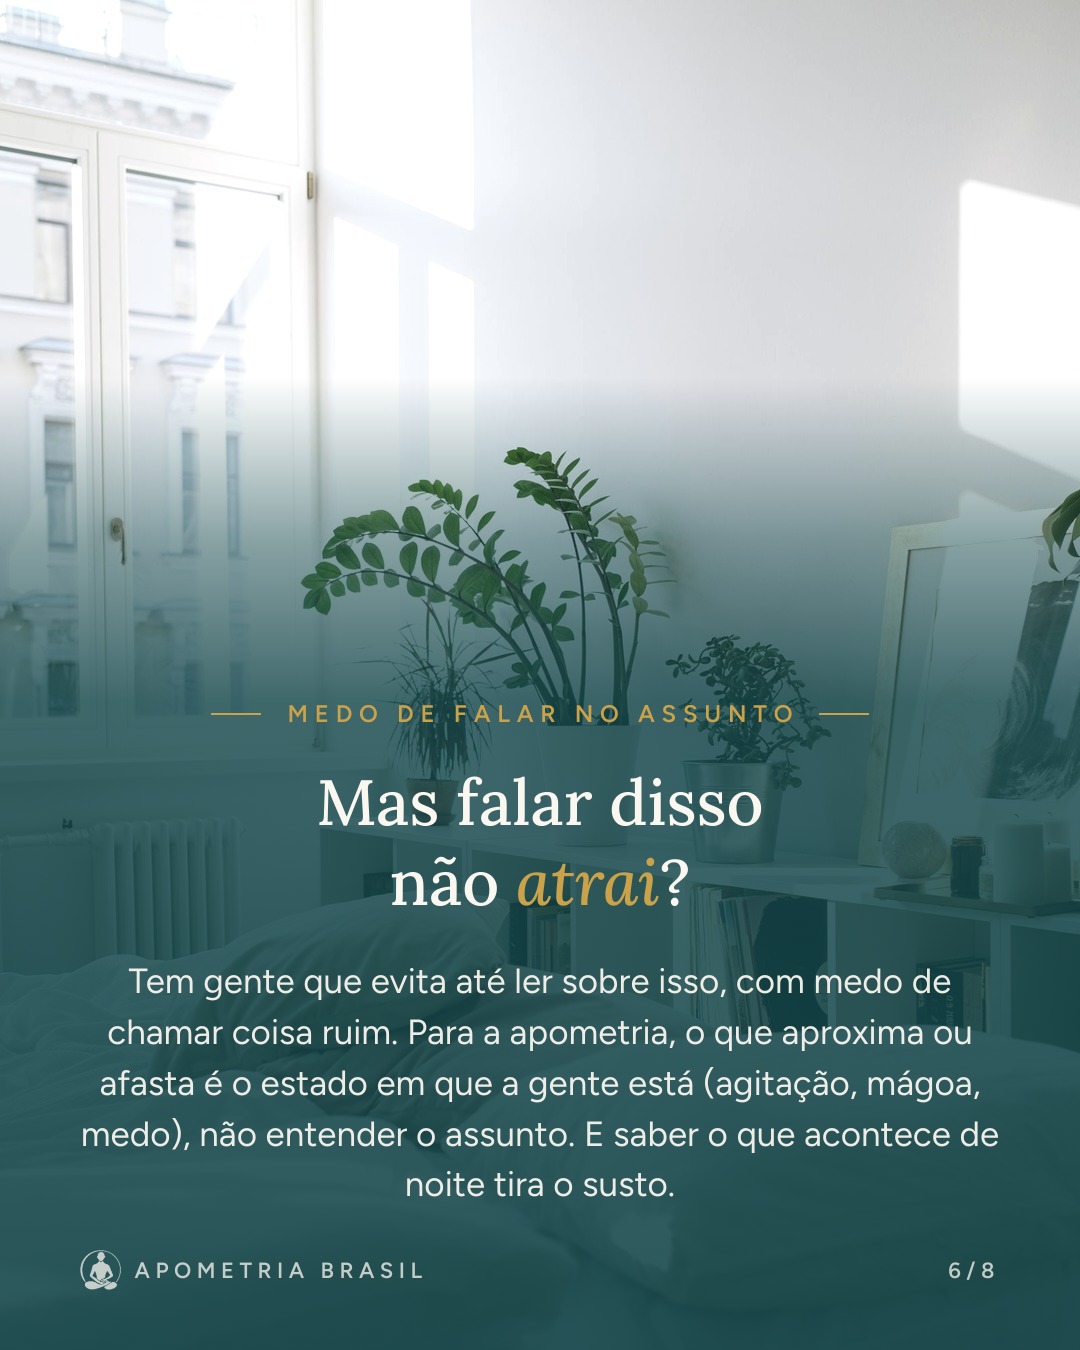 MEDO DE FALAR NO ASSUNTO
Mas falar disso
não atrai?
Tem gente que evita até ler sobre isso, com medo de
chamar coisa ruim. Para a apometria, o que aproxima ou
afasta é o estado em que a gente está (agitação, mágoa,
medo), não entender o assunto. E saber o que acontece de
noite tira o susto.
APOMETRIA BRASIL
6/8